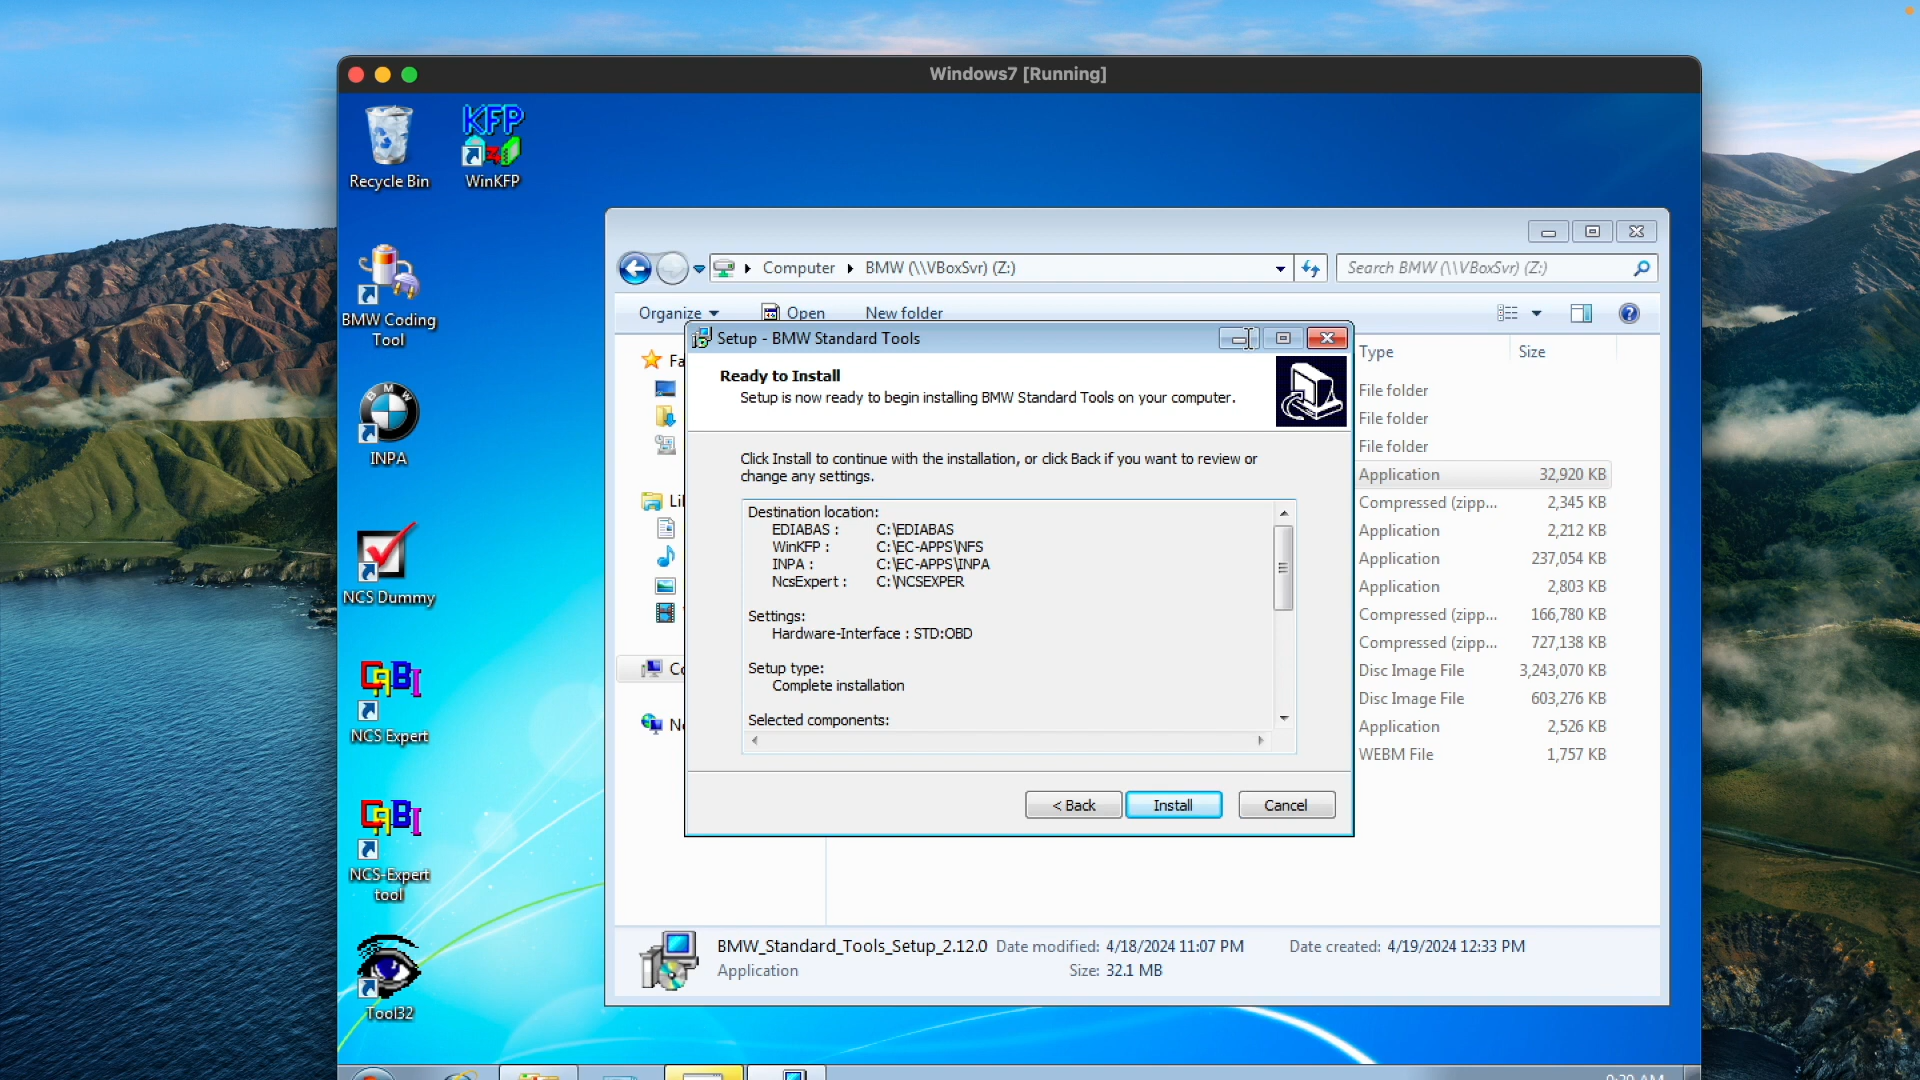 Windows7 [Running]
Recycle Bin
KFP
WinKFP
BMW Coding
Tool
BMW
INPA
NCS Dummy
NCS Expert
NCS-Expert
tool
Tool32
Computer
BMW (\\VBoxSvr) (Z:)
Search BMW (\\VBoxSvr) (Z:)
Organize
Open
New folder
Type
Size
File folder
File folder
File folder
Application 32,920 KB
Compressed (zipp... 2,345 KB
Application 2,212 KB
Application 237,054 KB
Application 2,803 KB
Compressed (zipp... 166,780 KB
Compressed (zipp... 727,138 KB
Disc Image File 3,243,070 KB
Disc Image File 603,276 KB
Application 2,526 KB
WEBM File 1,757 KB
Setup - BMW Standard Tools
Ready to Install
Setup is now ready to begin installing BMW Standard Tools on your computer.
Click Install to continue with the installation, or click Back if you want to review or
change any settings.
Destination location:
EDIABAS : C:\EDIABAS
WinKFP : C:\EC-APPS\NFS
INPA : C:\EC-APPS\INPA
NcsExpert : C:\NCSEXPER
Settings:
Hardware-Interface : STD:OBD
Setup type:
Complete installation
Selected components:
< Back
Install
Cancel
BMW_Standard_Tools_Setup_2.12.0 Date modified: 4/18/2024 11:07 PM Date created: 4/19/2024 12:33 PM
Application Size: 32.1 MB